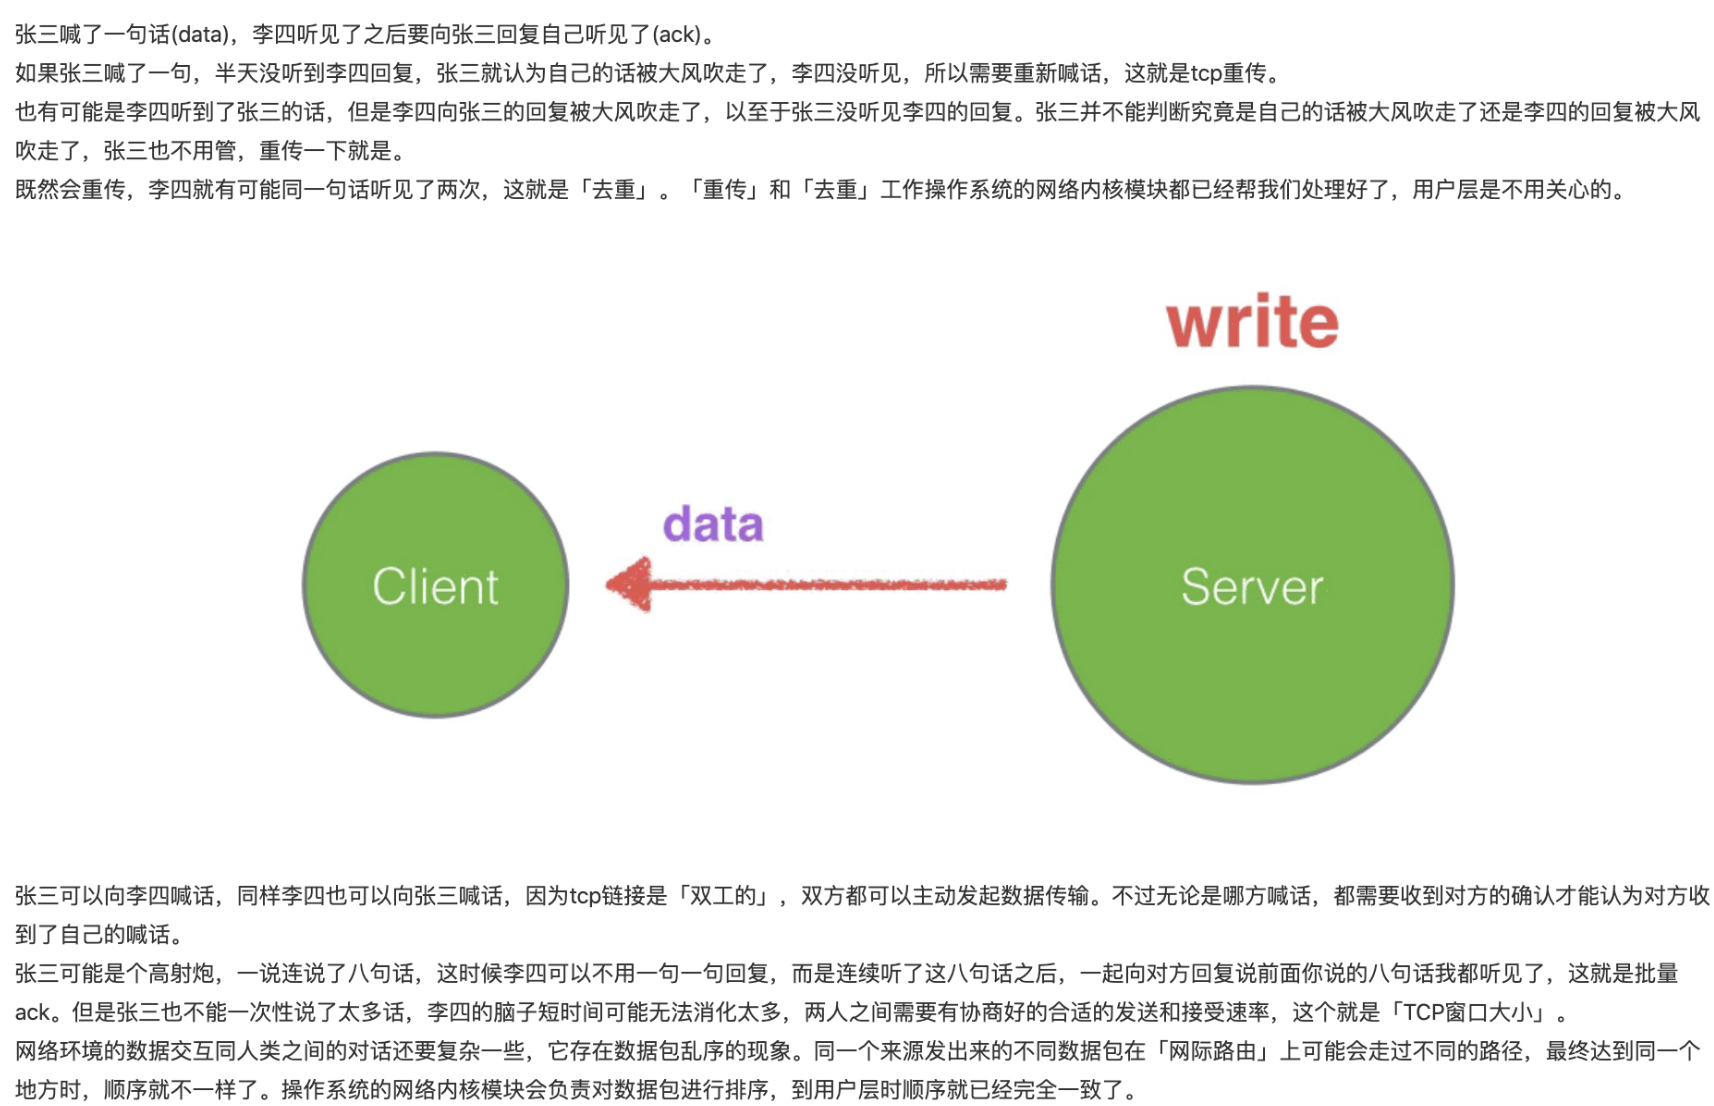 张三喊了一句话(data)，李四听见了之后要向张三回复自己听见了(ack)。
如果张三喊了一句，半天没听到李四回复，张三就认为自己的话被大风吹走了，李四没听见，所以需要重新喊话，这就是tcp重传。
也有可能是李四听到了张三的话，但是李四向张三的回复被大风吹走了，以至于张三没听见李四的回复。张三并不能判断究竟是自己的话被大风吹走了还是李四的回复被大风
吹走了，张三也不用管，重传一下就是。
既然会重传，李四就有可能同一句话听见了两次，这就是「去重」。「重传」和「去重」工作操作系统的网络内核模块都已经帮我们处理好了，用户层是不用关心的。
write
data
Client
Server
张三可以向李四喊话，同样李四也可以向张三喊话，因为tcp链接是「双工的」，双方都可以主动发起数据传输。不过无论是哪方喊话，都需要收到对方的确认才能认为对方收
到了自己的喊话。
张三可能是个高射炮，一说连说了八句话，这时候李四可以不用一句一句回复，而是连续听了这八句话之后，一起向对方回复说前面你说的八句话我都听见了，这就是批量
ack。但是张三也不能一次性说了太多话，李四的脑子短时间可能无法消化太多，两人之间需要有协商好的合适的发送和接受速率，这个就是「TCP窗口大小」。
网络环境的数据交互同人类之间的对话还要复杂一些，它存在数据包乱序的现象。同一个来源发出来的不同数据包在「网际路由」上可能会走过不同的路径，最终达到同一个
地方时，顺序就不一样了。操作系统的网络内核模块会负责对数据包进行排序，到用户层时顺序就已经完全一致了。